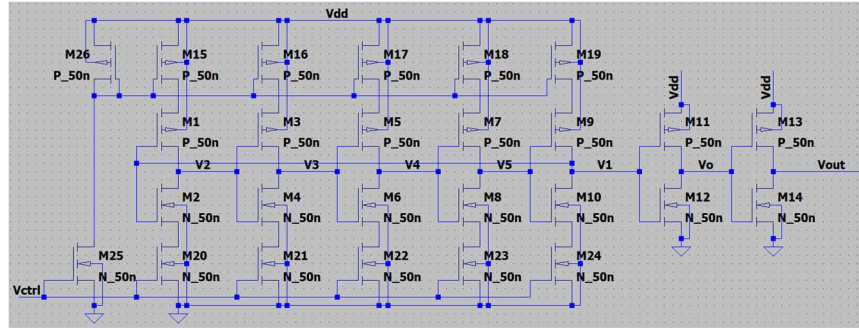 Vdd
M26 M15 M16 M17 M18 M19
P_50n P_50n P_50n P_50n P_50n P_50n
Vdd Vdd
M1 M3 M5 M7 M9 M11 M13
P_50n P_50n P_50n P_50n P_50n P_50n P_50n
V2 V3 V4 V5 V1 Vo Vout
M2 M4 M6 M8 M10 M12 M14
N_50n N_50n N_50n N_50n N_50n N_50n N_50n
M25 M20 M21 M22 M23 M24
N_50n N_50n N_50n N_50n N_50n N_50n
Vctrl